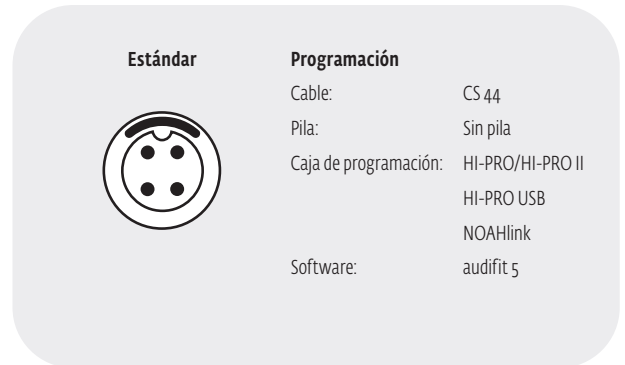 Estándar
Programación
Cable: CS 44
Pila: Sin pila
Caja de programación: HI-PRO/HI-PRO II
HI-PRO USB
NOAHlink
Software: audifit 5